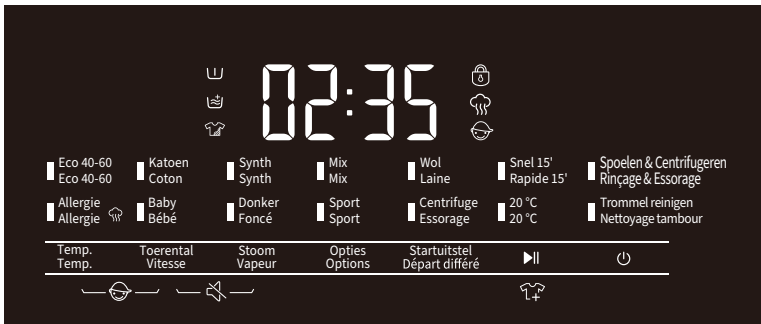 02:35
Eco 40-60
Eco 40-60
Katoen
Coton
Synth
Synth
Mix
Mix
Wol
Laine
Snel 15'
Rapide 15'
Spoelen & Centrifugeren
Rinçage & Essorage
Allergie
Allergie
Baby
Bébé
Donker
Foncé
Sport
Sport
Centrifuge
Essorage
20 °C
20 °C
Trommel reinigen
Nettoyage tambour
Temp.
Temp.
Toerental
Vitesse
Stoom
Vapeur
Opties
Options
Startuitstel
Départ différé